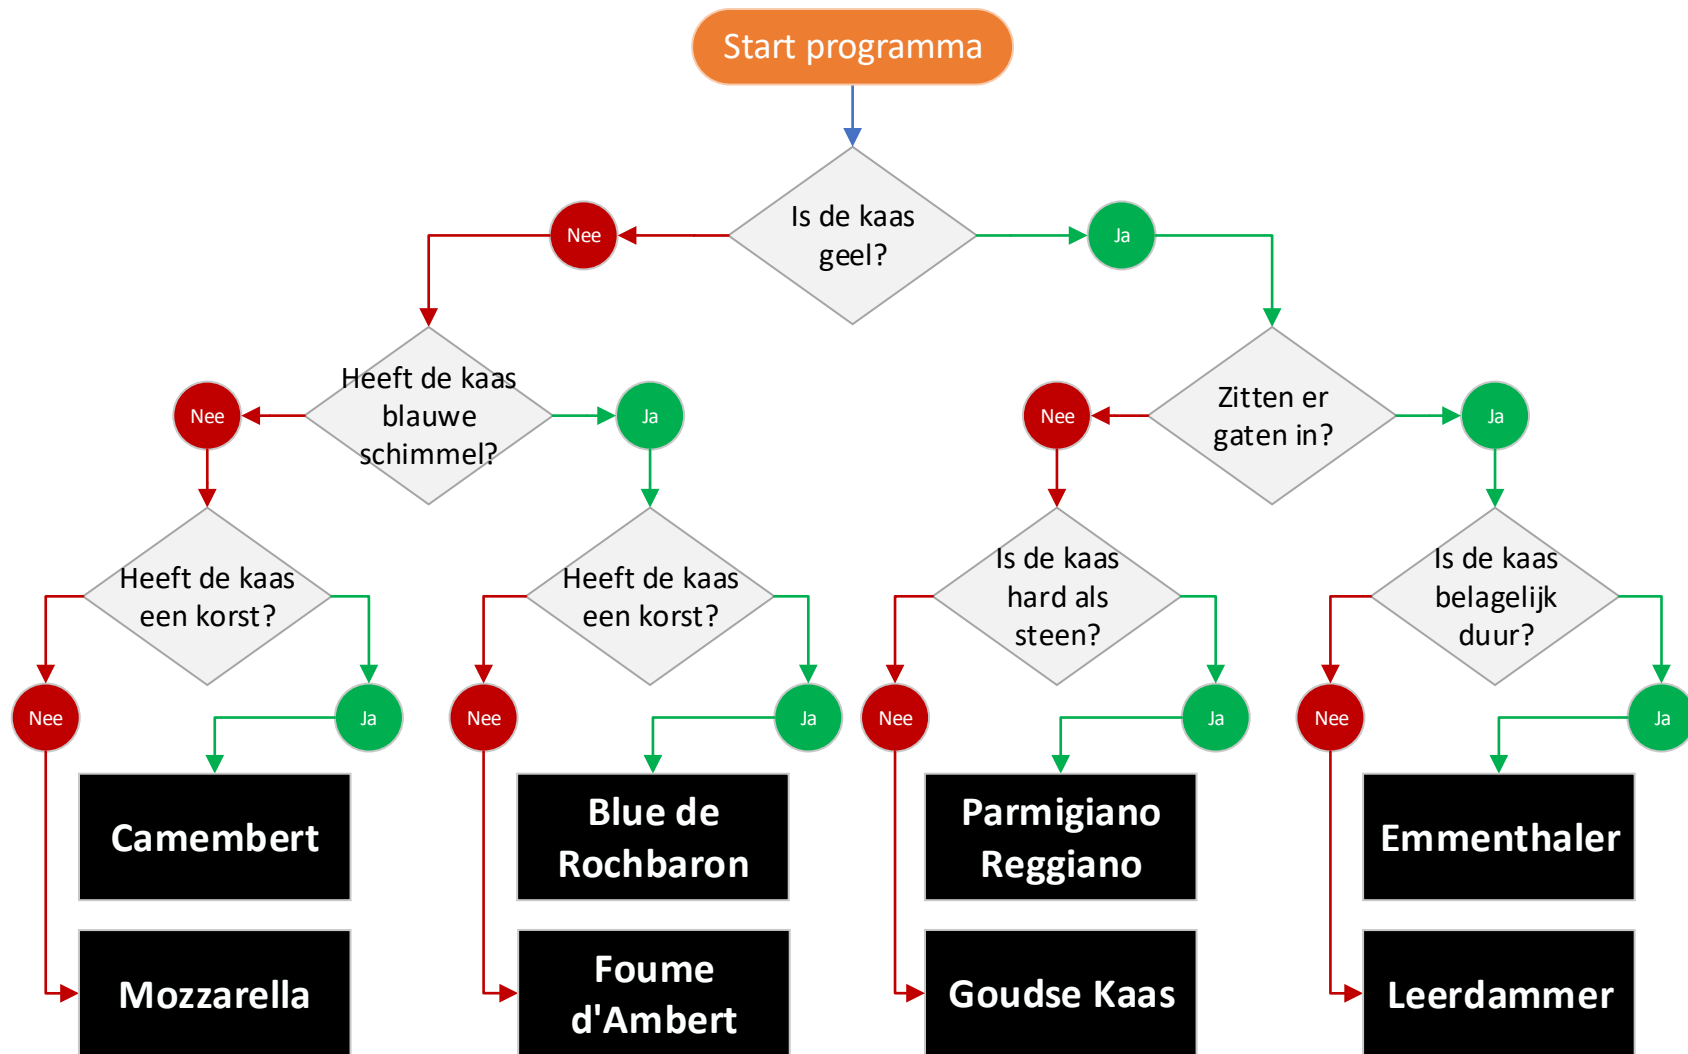 Start programma
Is de kaas
geel?
Nee
Ja
Heeft de kaas
blauwe
schimmel?
Nee
Ja
Zitten er
gaten in?
Nee
Ja
Heeft de kaas
een korst?
Heeft de kaas
een korst?
Is de kaas
hard als
steen?
Is de kaas
belagelijk
duur?
Nee
Ja
Nee
Ja
Nee
Ja
Nee
Ja
Camembert
Blue de
Rochbaron
Parmigiano
Reggiano
Emmenthaler
Mozzarella
Foume
d'Ambert
Goudse Kaas
Leerdammer